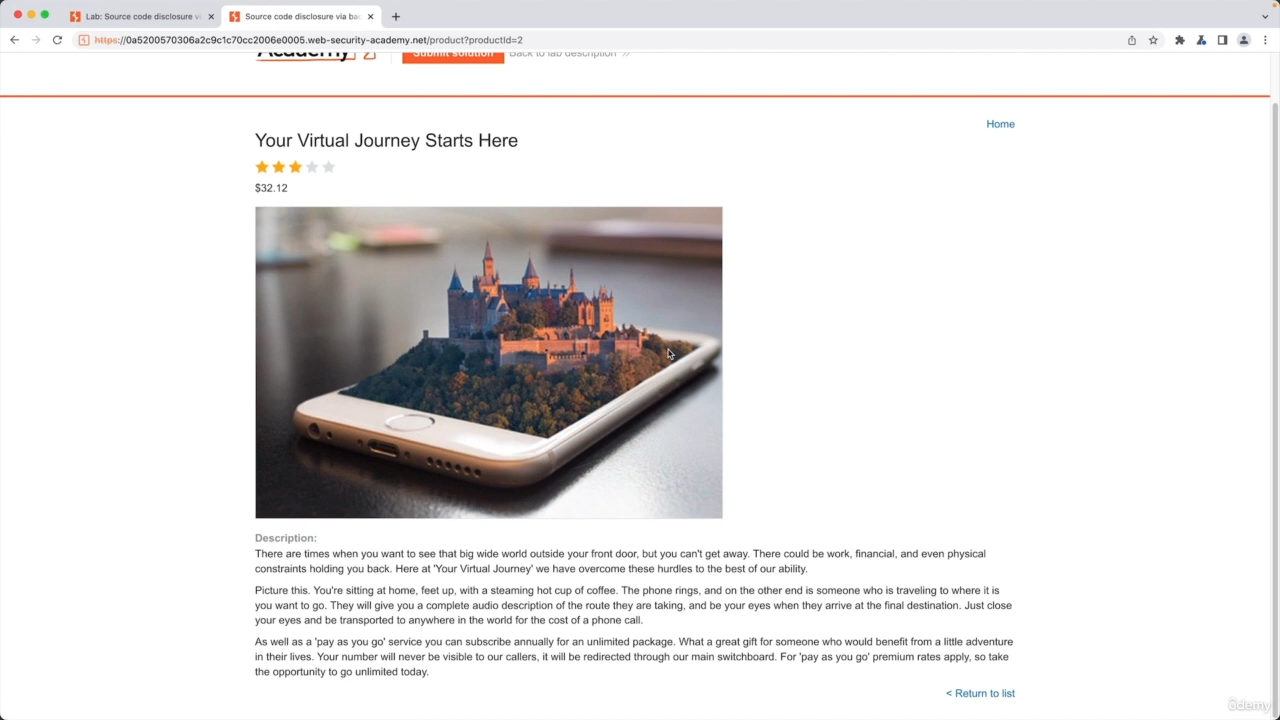 Lab: Source code disclosure vi
Source code disclosure via bac
https://0a5200570306a2c9c1c70cc2006e0005.web-security-academy.net/product?productId=2
Academy
Submit solution
Back to lab description
Home
Your Virtual Journey Starts Here
$32.12
Description:
There are times when you want to see that big wide world outside your front door, but you can't get away. There could be work, financial, and even physical
constraints holding you back. Here at 'Your Virtual Journey' we have overcome these hurdles to the best of our ability.
Picture this. You're sitting at home, feet up, with a steaming hot cup of coffee. The phone rings, and on the other end is someone who is traveling to where it is
you want to go. They will give you a complete audio description of the route they are taking, and be your eyes when they arrive at the final destination. Just close
your eyes and be transported to anywhere in the world for the cost of a phone call.
As well as a 'pay as you go' service you can subscribe annually for an unlimited package. What a great gift for someone who would benefit from a little adventure
in their lives. Your number will never be visible to our callers, it will be redirected through our main switchboard. For 'pay as you go' premium rates apply, so take
the opportunity to go unlimited today.
< Return to list
ûdemy